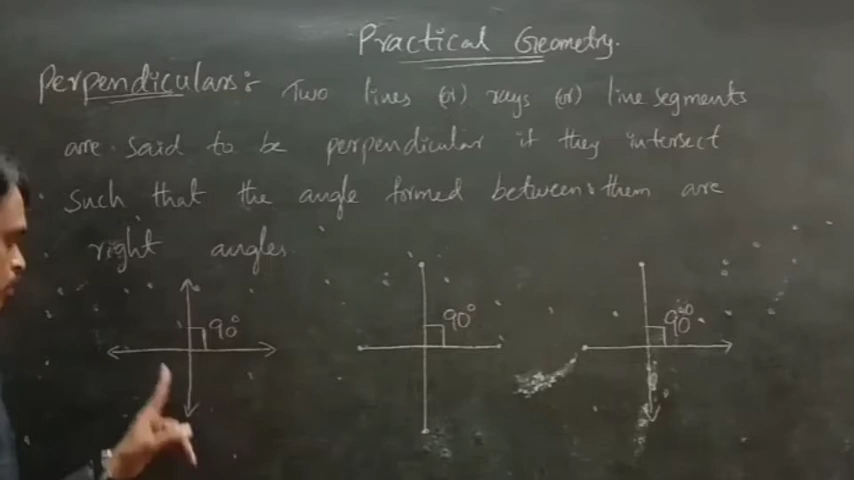 Practical Geometry.
Perpendiculars: Two lines (or) rays (or) line segments
are said to be perpendicular if they intersect
such that the angle formed between them are
right angles.
90° 90° 90°